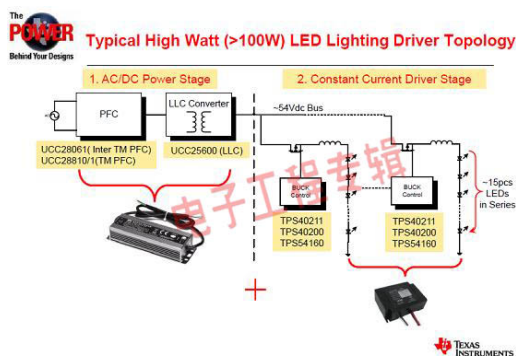 The
POWER
Behind Your Designs
Typical High Watt (>100W) LED Lighting Driver Topology
1. AC/DC Power Stage
2. Constant Current Driver Stage
PFC
LLC Converter
~54Vdc Bus
UCC28061( Inter TM PFC)
UCC28810/1(TM PFC)
UCC25600 (LLC)
BUCK
Control
BUCK
Control
~15pcs
LEDs
in Series
TPS40211
TPS40200
TPS54160
TPS40211
TPS40200
TPS54160
电子工程专辑
+
TEXAS
INSTRUMENTS